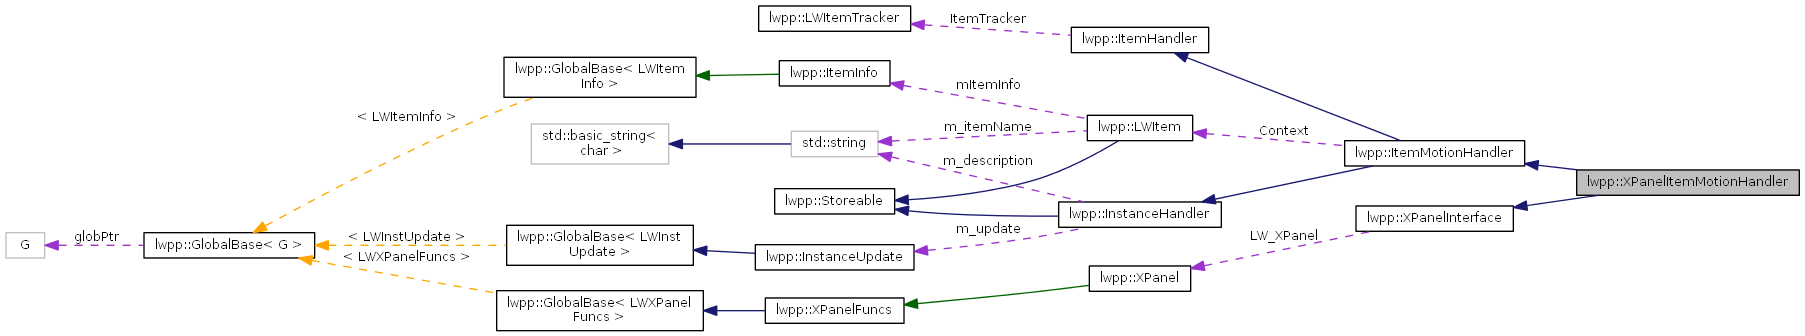 lwpp::LWItemTracker
ItemTracker
lwpp::ItemHandler
lwpp::GlobalBase< LWItem
Info >
lwpp::ItemInfo
mItemInfo
< LWItemInfo >
std::basic_string<
char >
std::string
m_itemName
lwpp::LWItem
Context
lwpp::ItemMotionHandler
m_description
lwpp::XPanelItemMotionHandler
lwpp::Storeable
lwpp::InstanceHandler
lwpp::XPanelInterface
G
globPtr
lwpp::GlobalBase< G >
< LWInstUpdate >
< LWXPanelFuncs >
lwpp::GlobalBase< LWInst
Update >
lwpp::InstanceUpdate
m_update
LW_XPanel
lwpp::XPanel
lwpp::GlobalBase< LWXPanel
Funcs >
lwpp::XPanelFuncs